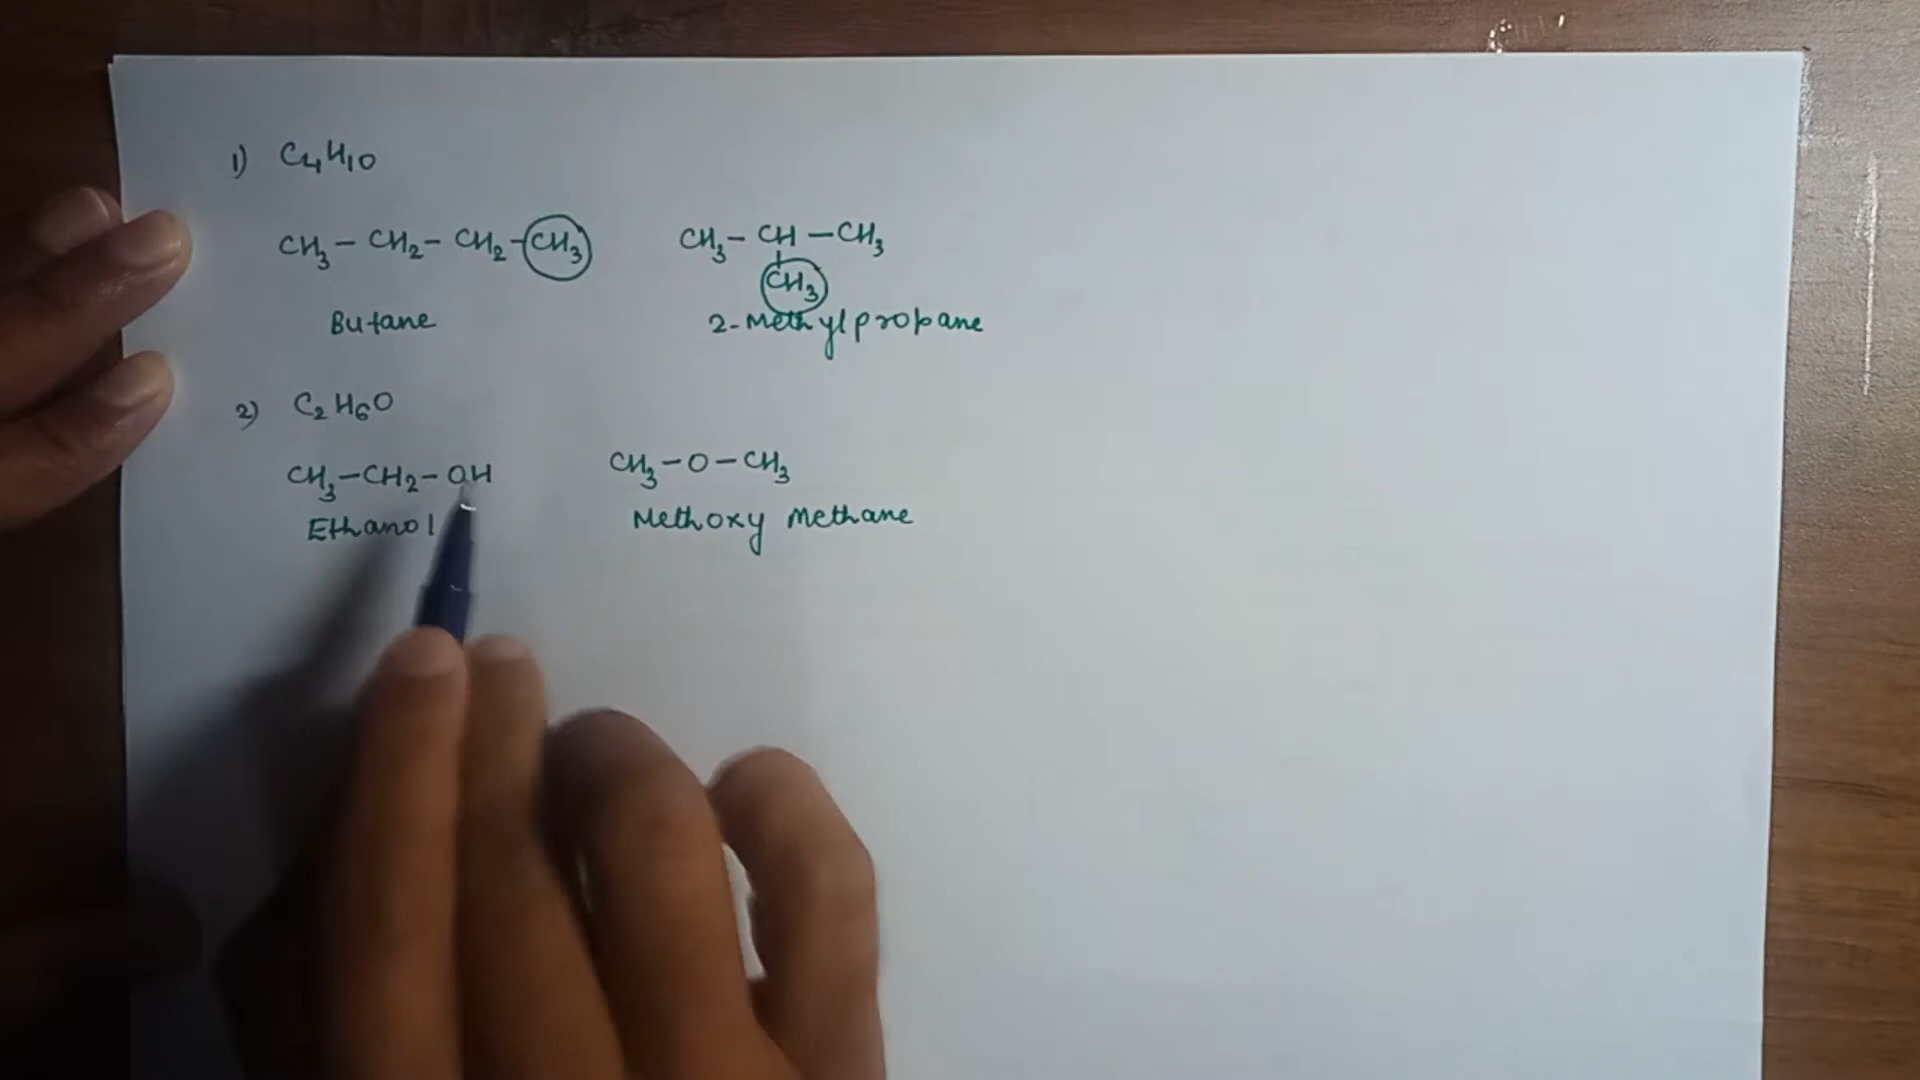 1) C₄H₁₀
CH₃ – CH₂ – CH₂ – CH₃
CH₃ – CH – CH₃
CH₃
Butane
2-Methylpropane
2) C₂H₆O
CH₃ – CH₂ – OH
CH₃ – O – CH₃
Ethanol
Methoxy Methane